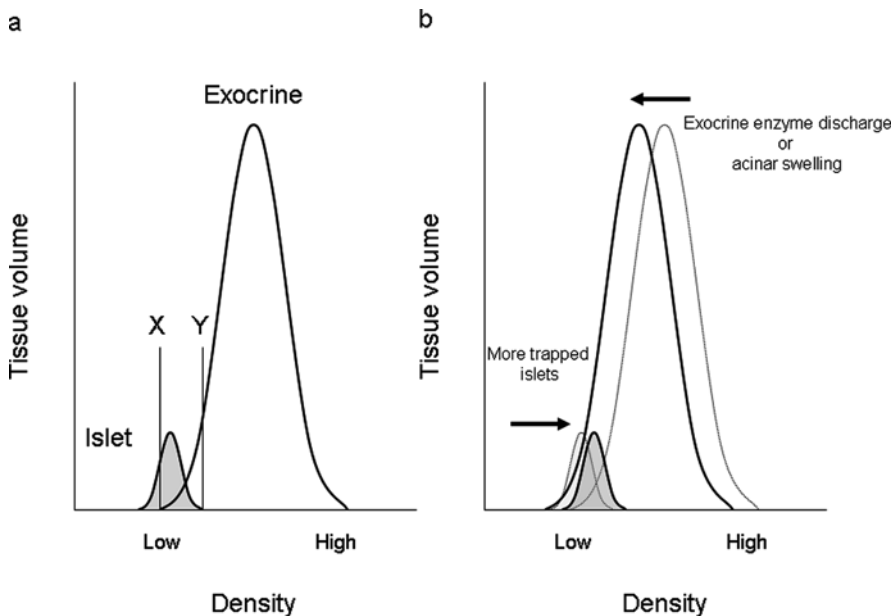 a
Exocrine
X
Y
Islet
Tissue volume
Low
High
Density
b
Exocrine enzyme discharge
or
acinar swelling
More trapped
islets
Tissue volume
Low
High
Density